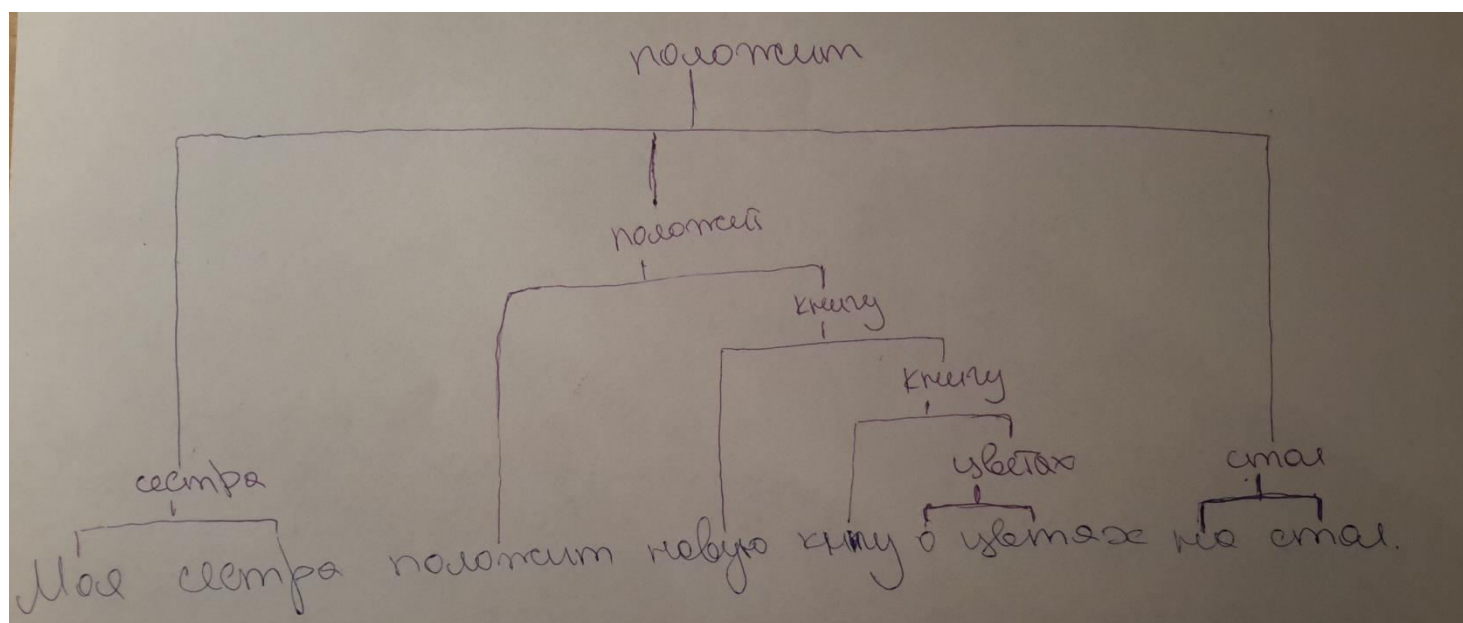 положит
положит
книгу
книгу
цветах
стол
сестра
Моя сестра положит новую книгу о цветах на стол.